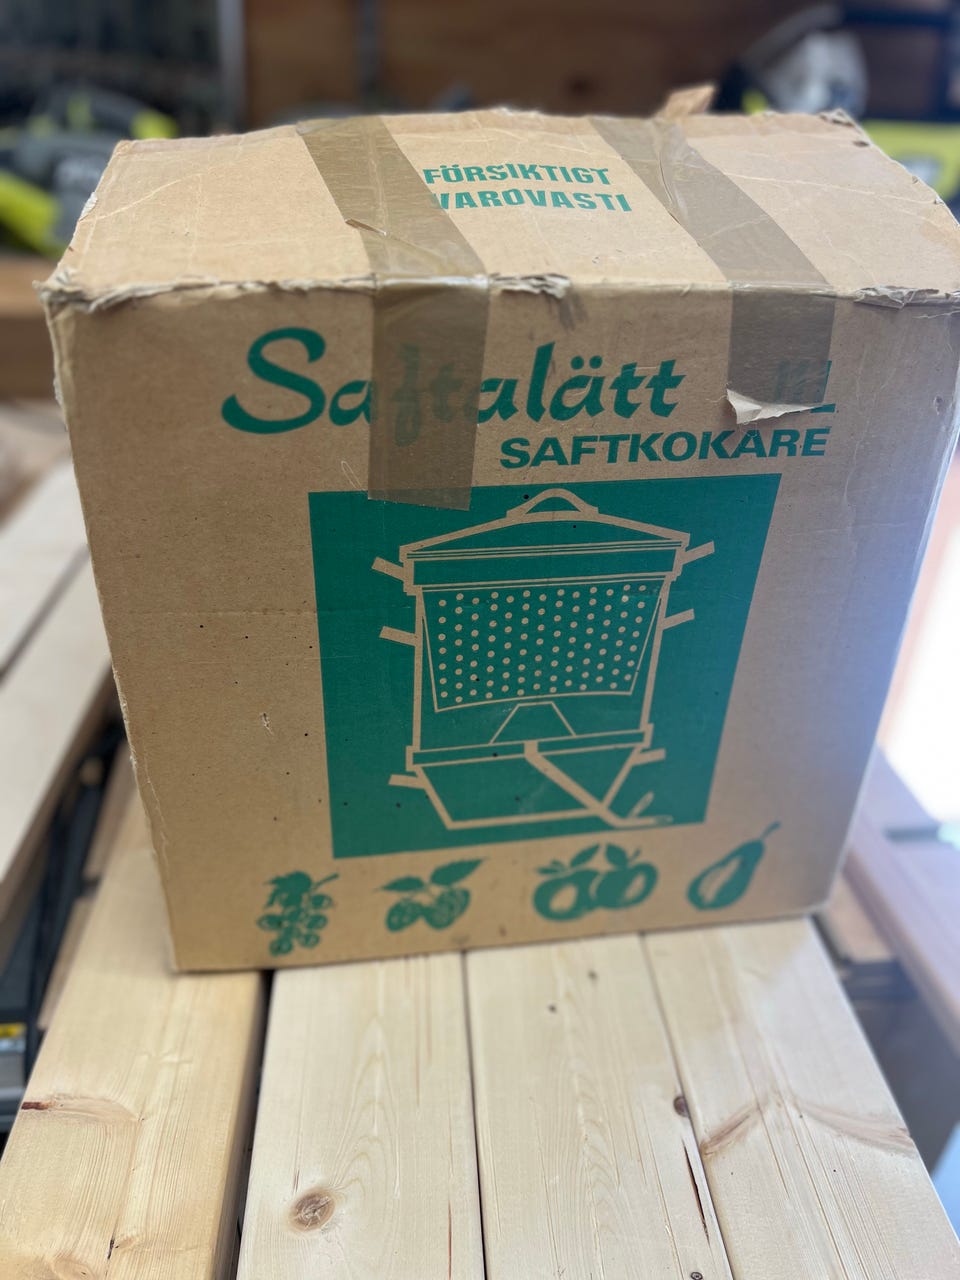 FÖRSIKTIGT
VAROVASTI
Saftalätt
SAFTKOKARE